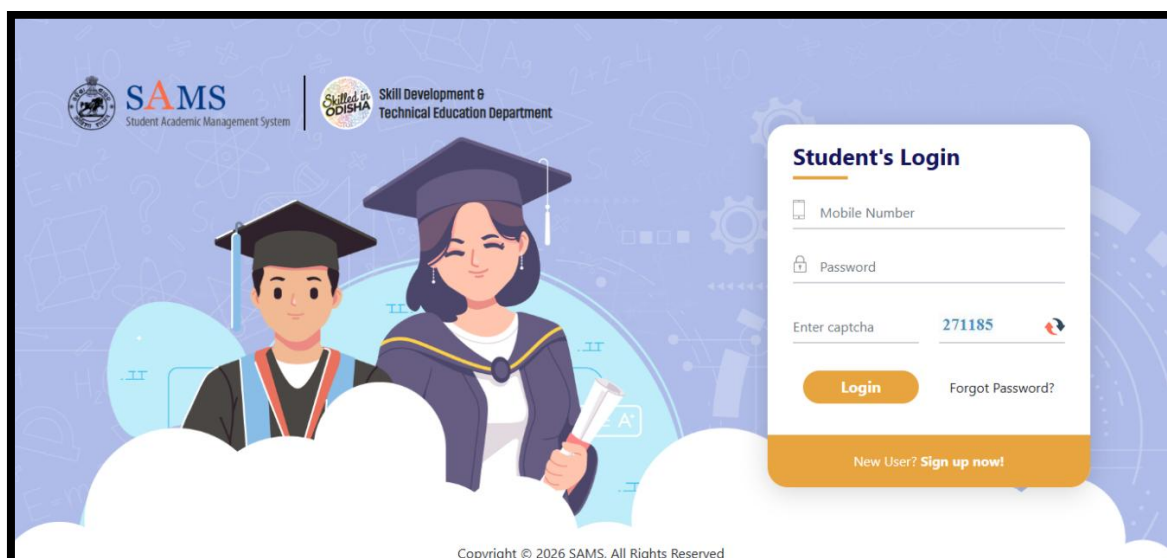 SAMS
Student Academic Management System
Skilled in
ODISHA
Skill Development &
Technical Education Department
Student's Login
Mobile Number
Password
Enter captcha 271185
Login Forgot Password?
New User? Sign up now!
A+
Copyright © 2026 SAMS. All Rights Reserved